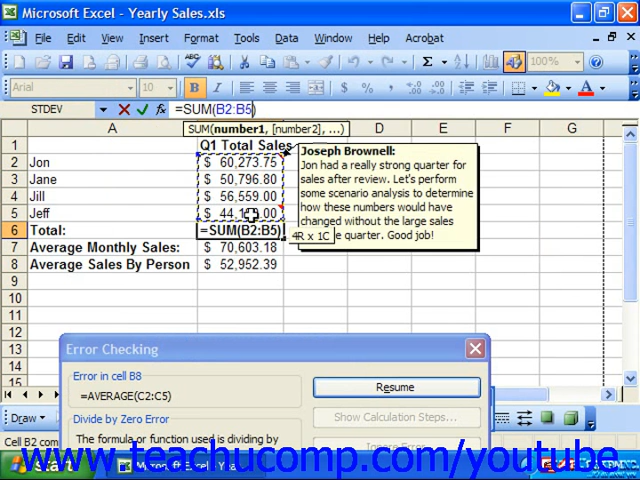 Microsoft Excel - Yearly Sales.xls
File Edit View Insert Format Tools Data Window Help Acrobat
100%
Arial 10 B I U
STDEV =SUM(B2:B5)
SUM(number1, [number2], ...)
A D E F G
1 Q1 Total Sales
2 Jon $ 60,273.75
3 Jane $ 50,796.80
4 Jill $ 56,559.00
5 Jeff
6 Total: =SUM(B2:B5)
7 Average Monthly Sales: $ 70,603.18
8 Average Sales By Person $ 52,952.39
9
10
11
12
13
14
15
Joseph Brownell:
Jon had a really strong quarter for
sales after review. Let's perform
some scenario analysis to determine
how these numbers would have
changed without the large sales
quarter. Good job!
4R x 1C
Error Checking
Error in cell B8
=AVERAGE(C2:C5)
Divide by Zero Error
The formula or function used is dividing by
Resume
Show Calculation Steps...
Ignore Error
Draw
Cell B2
start
Microsoft Excel - Yea
www.teachucomp.com/youtube